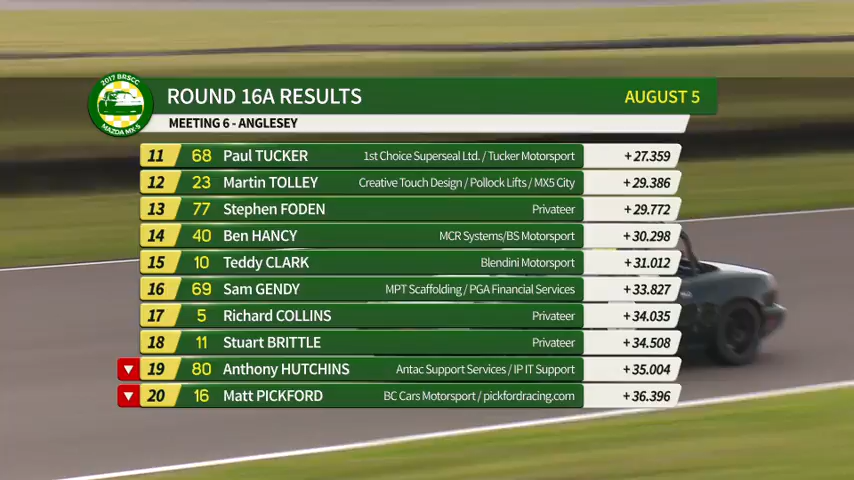 2017 BRSCC
MAZDA MX-5
ROUND 16A RESULTS AUGUST 5
MEETING 6 - ANGLESEY
11 68 Paul TUCKER 1st Choice Superseal Ltd. / Tucker Motorsport + 27.359
12 23 Martin TOLLEY Creative Touch Design / Pollock Lifts / MX5 City + 29.386
13 77 Stephen FODEN Privateer + 29.772
14 40 Ben HANCY MCR Systems/BS Motorsport + 30.298
15 10 Teddy CLARK Blendini Motorsport + 31.012
16 69 Sam GENDY MPT Scaffolding / PGA Financial Services + 33.827
17 5 Richard COLLINS Privateer + 34.035
18 11 Stuart BRITTLE Privateer + 34.508
19 80 Anthony HUTCHINS Antac Support Services / IP IT Support + 35.004
20 16 Matt PICKFORD BC Cars Motorsport / pickfordracing.com + 36.396